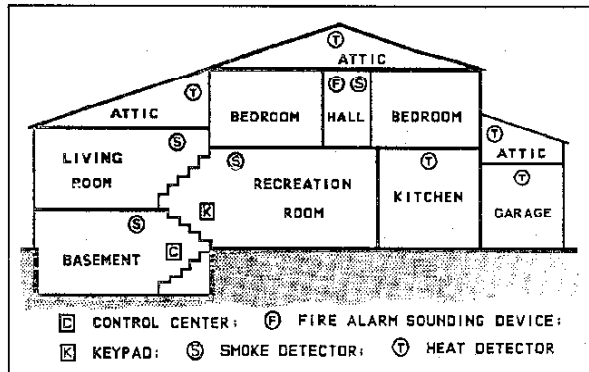 T
ATTIC
T
ATTIC
BEDROOM
F S
HALL
BEDROOM
T
ATTIC
S
LIVING
ROOM
S
RECREATION
ROOM
T
KITCHEN
T
GARAGE
K
S
BASEMENT
C
C CONTROL CENTER; F FIRE ALARM SOUNDING DEVICE;
K KEYPAD; S SMOKE DETECTOR; T HEAT DETECTOR